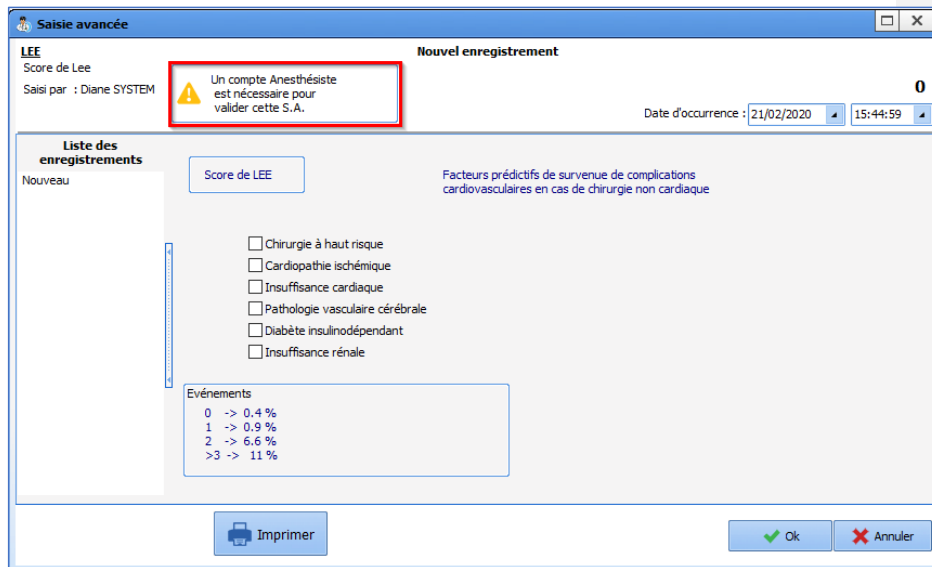 Saisie avancée
LEE
Score de Lee
Saisi par : Diane SYSTEM
Un compte Anesthésiste
est nécessaire pour
valider cette S.A.
Nouvel enregistrement
0
Date d'occurrence : 21/02/2020 15:44:59
Liste des
enregistrements
Nouveau
Score de LEE
Facteurs prédictifs de survenue de complications
cardiovasculaires en cas de chirurgie non cardiaque
Chirurgie à haut risque
Cardiopathie ischémique
Insuffisance cardiaque
Pathologie vasculaire cérébrale
Diabète insulinodépendant
Insuffisance rénale
Evénements
0 -> 0.4 %
1 -> 0.9 %
2 -> 6.6 %
>3 -> 11 %
Imprimer
Ok
Annuler